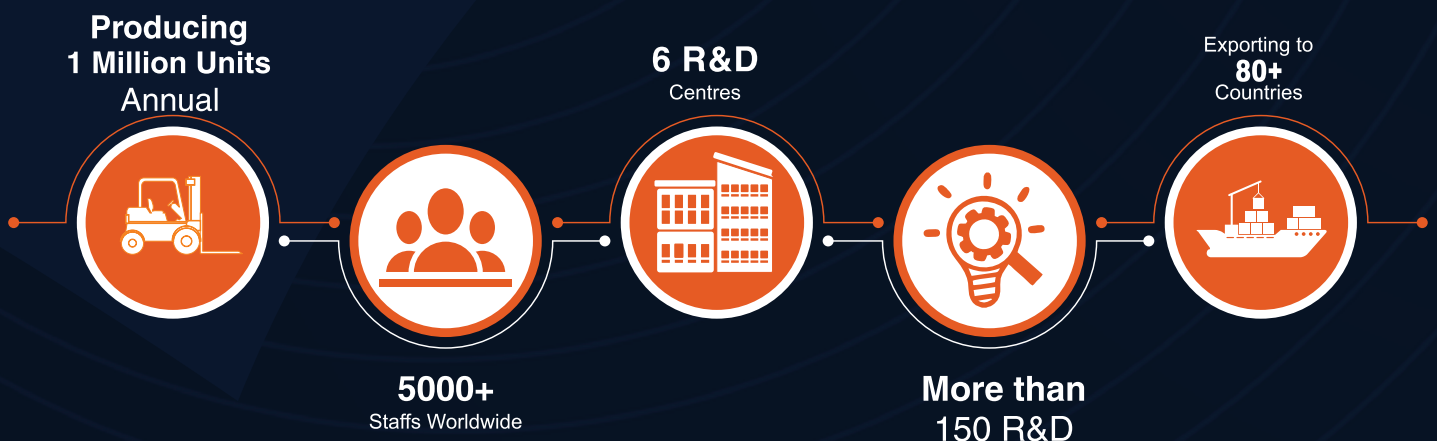 Producing
1 Million Units
Annual
5000+
Staffs Worldwide
6 R&D
Centres
More than
150 R&D
Exporting to
80+
Countries